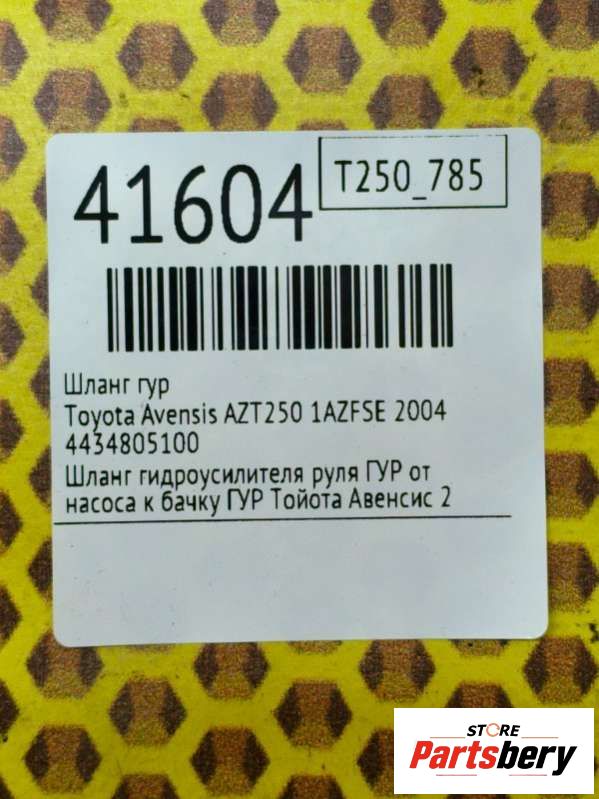 41604
T250_785
Шланг гур
Toyota Avensis AZT250 1AZFSE 2004
4434805100
Шланг гидроусилителя руля ГУР от
насоса к бачку ГУР Тойота Авенсис 2
STORE
Partsbery